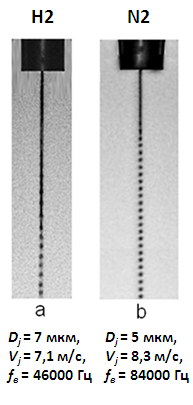 H2 N2
a b
Dj = 7 мкм, Dj = 5 мкм,
Vj = 7,1 м/с, Vj = 8,3 м/с,
fв = 46000 Гц fв = 84000 Гц